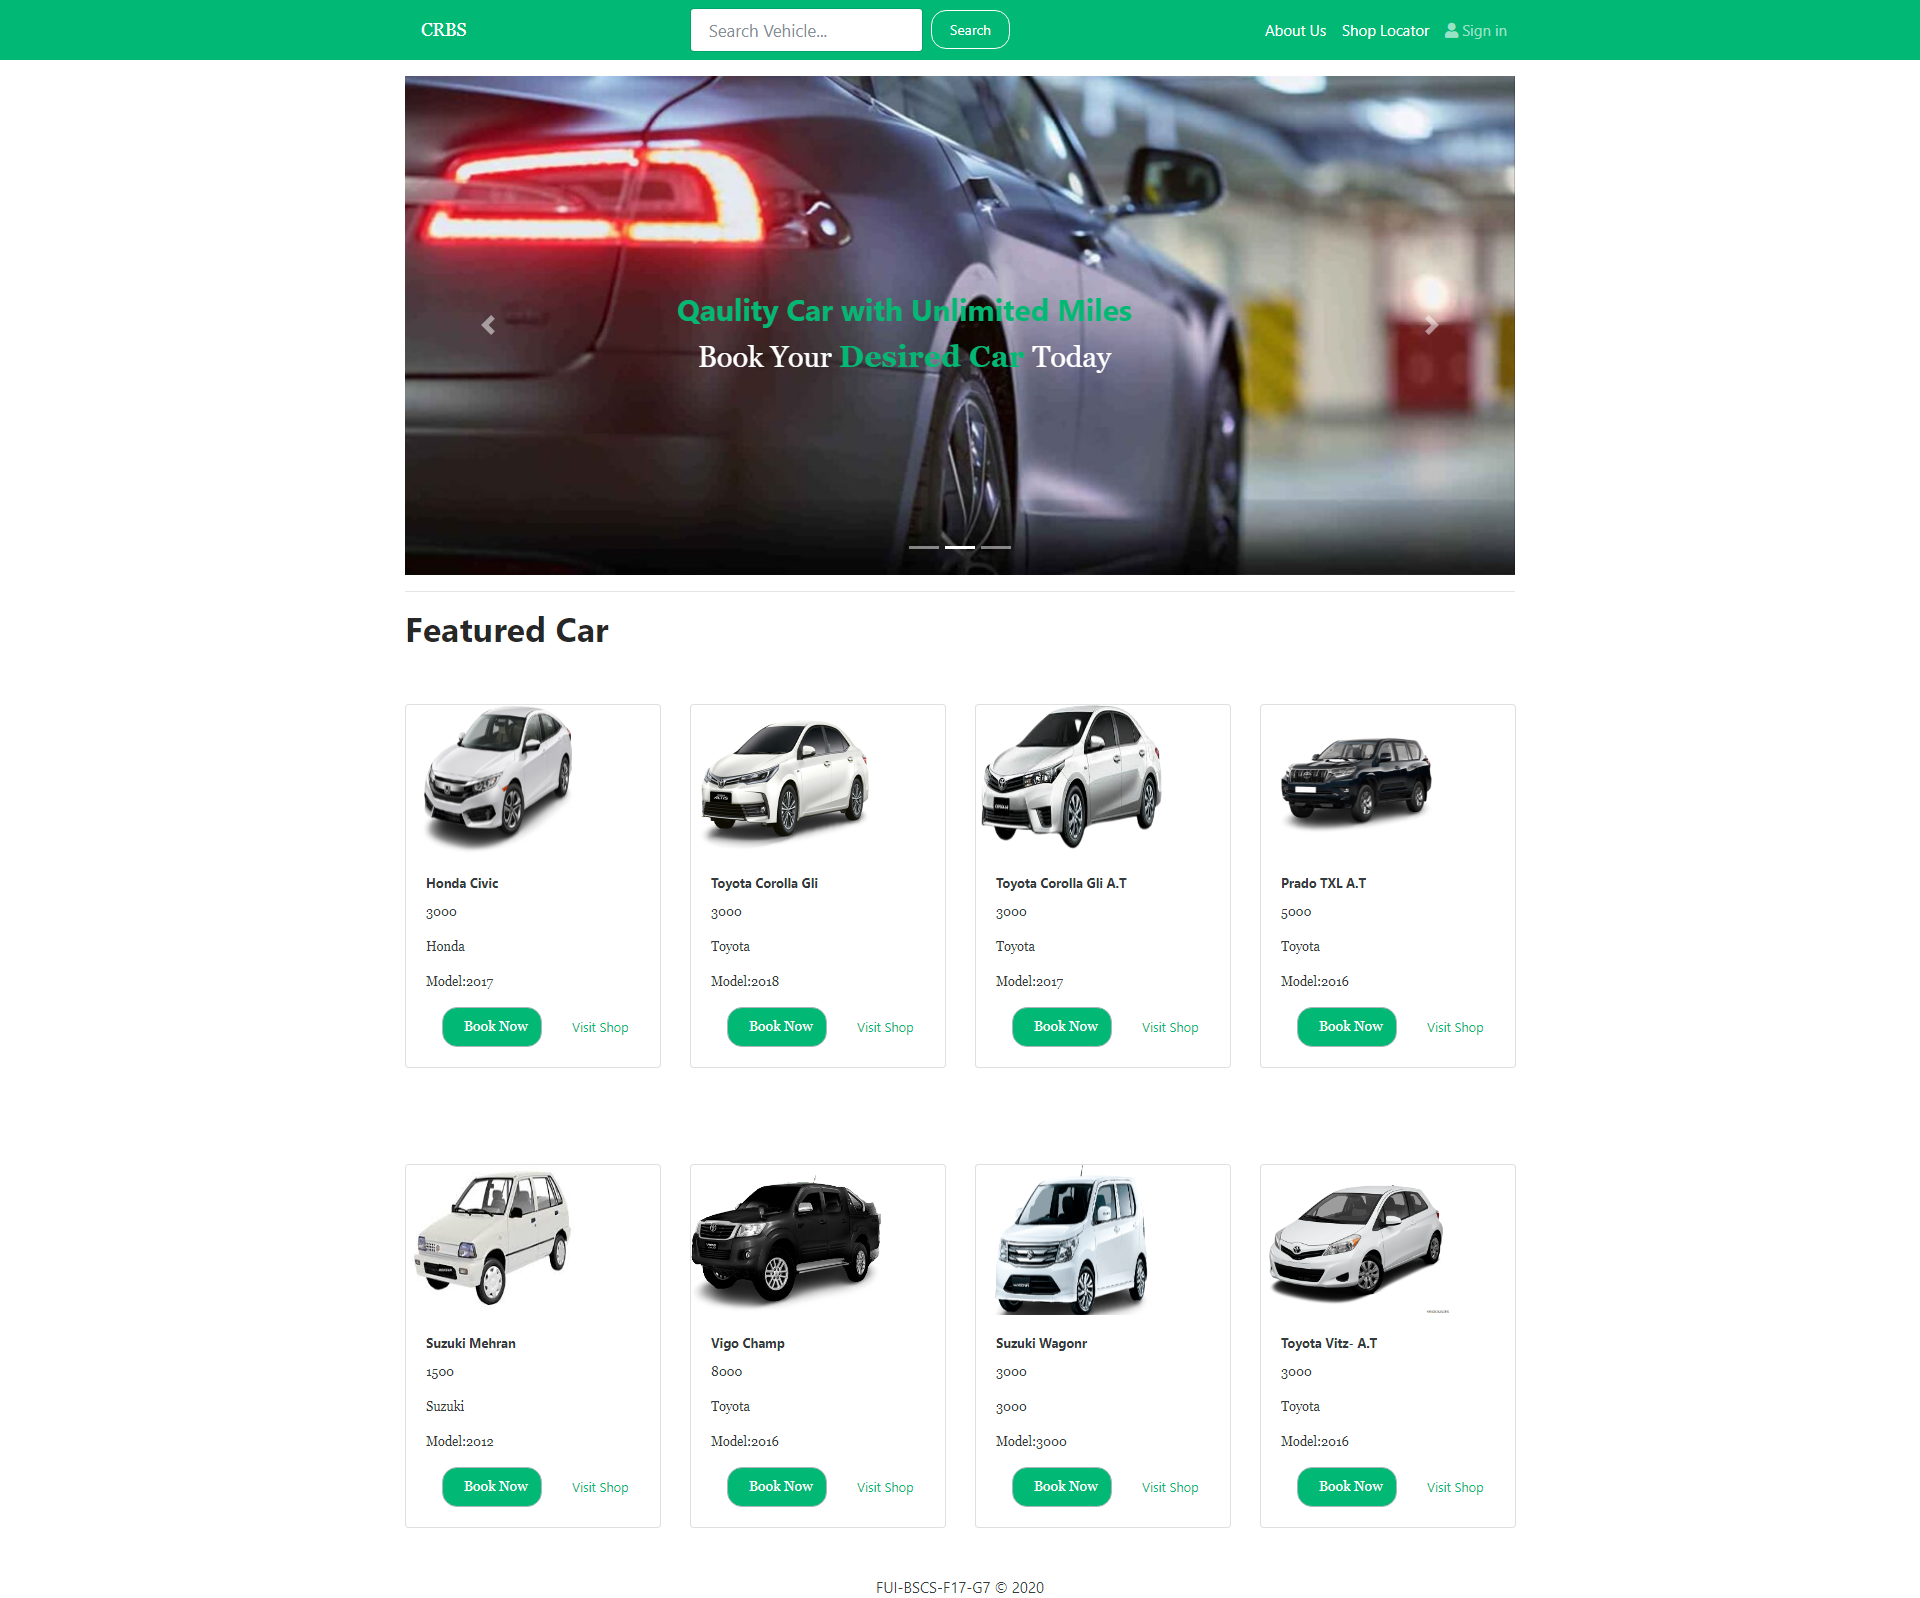 CRBS
Search Vehicle...
Search
About Us
Shop Locator
Sign in
Qaulity Car with Unlimited Miles
Book Your Desired Car Today
Featured Car
Honda Civic
3000
Honda
Model:2017
Book Now
Visit Shop
Toyota Corolla Gli
3000
Toyota
Model:2018
Book Now
Visit Shop
Toyota Corolla Gli A.T
3000
Toyota
Model:2017
Book Now
Visit Shop
Prado TXL A.T
5000
Toyota
Model:2016
Book Now
Visit Shop
Suzuki Mehran
1500
Suzuki
Model:2012
Book Now
Visit Shop
Vigo Champ
8000
Toyota
Model:2016
Book Now
Visit Shop
Suzuki Wagonr
3000
3000
Model:3000
Book Now
Visit Shop
Toyota Vitz- A.T
3000
Toyota
Model:2016
Book Now
Visit Shop
FUI-BSCS-F17-G7 © 2020